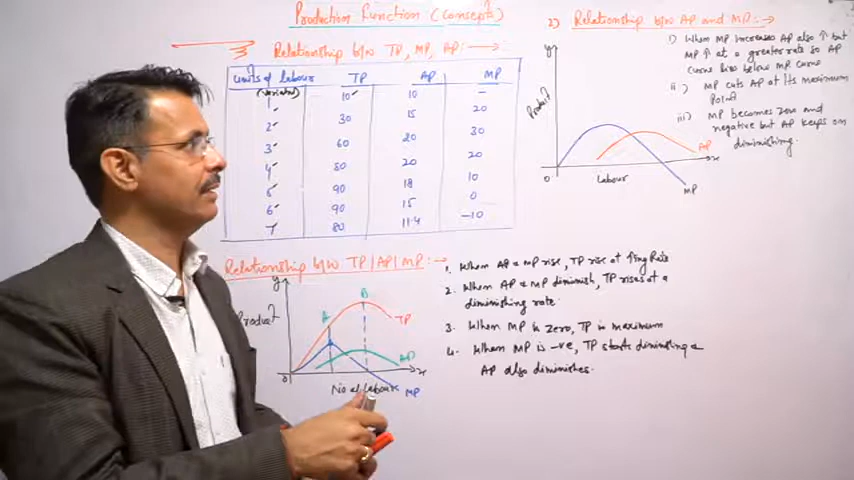 Production Function (Concept)
Relationship b/w TP, MP, AP:→
units of labour TP AP MP
(variable)
1 10 10 –
2 30 15 20
3 60 20 30
4 80 20 20
5 90 18 10
6 90 15 0
7 80 11.4 -10
Relationship b/w TP/AP/MP:→
y
Product
A
B
TP
AP
x
0
No of labour
MP
1. When AP & MP rise, TP rise at ↑ing Rate
2. When AP & MP diminish, TP rises at a
diminishing rate.
3. When MP is zero, TP is maximum
4. When MP is -ve, TP starts diminishing &
AP also diminishes.
2) Relationship b/w AP and MP:→
y
Product
0
Labour
AP
x
MP
i) When MP increases AP also ↑ but
MP ↑ at a greater rate so AP
curve lies below MP curve
ii) MP cuts AP at its maximum
point
iii) MP becomes zero and
negative but AP keeps on
diminishing.